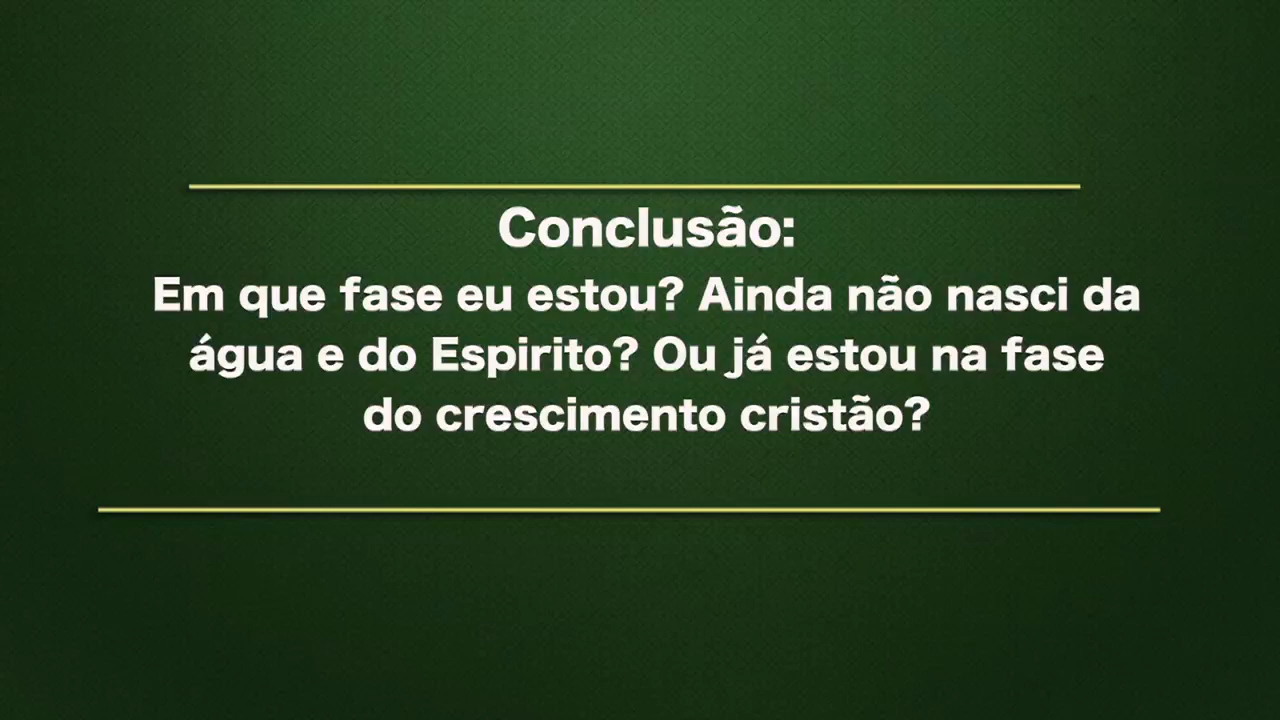 Conclusão:
Em que fase eu estou? Ainda não nasci da
água e do Espirito? Ou já estou na fase
do crescimento cristão?